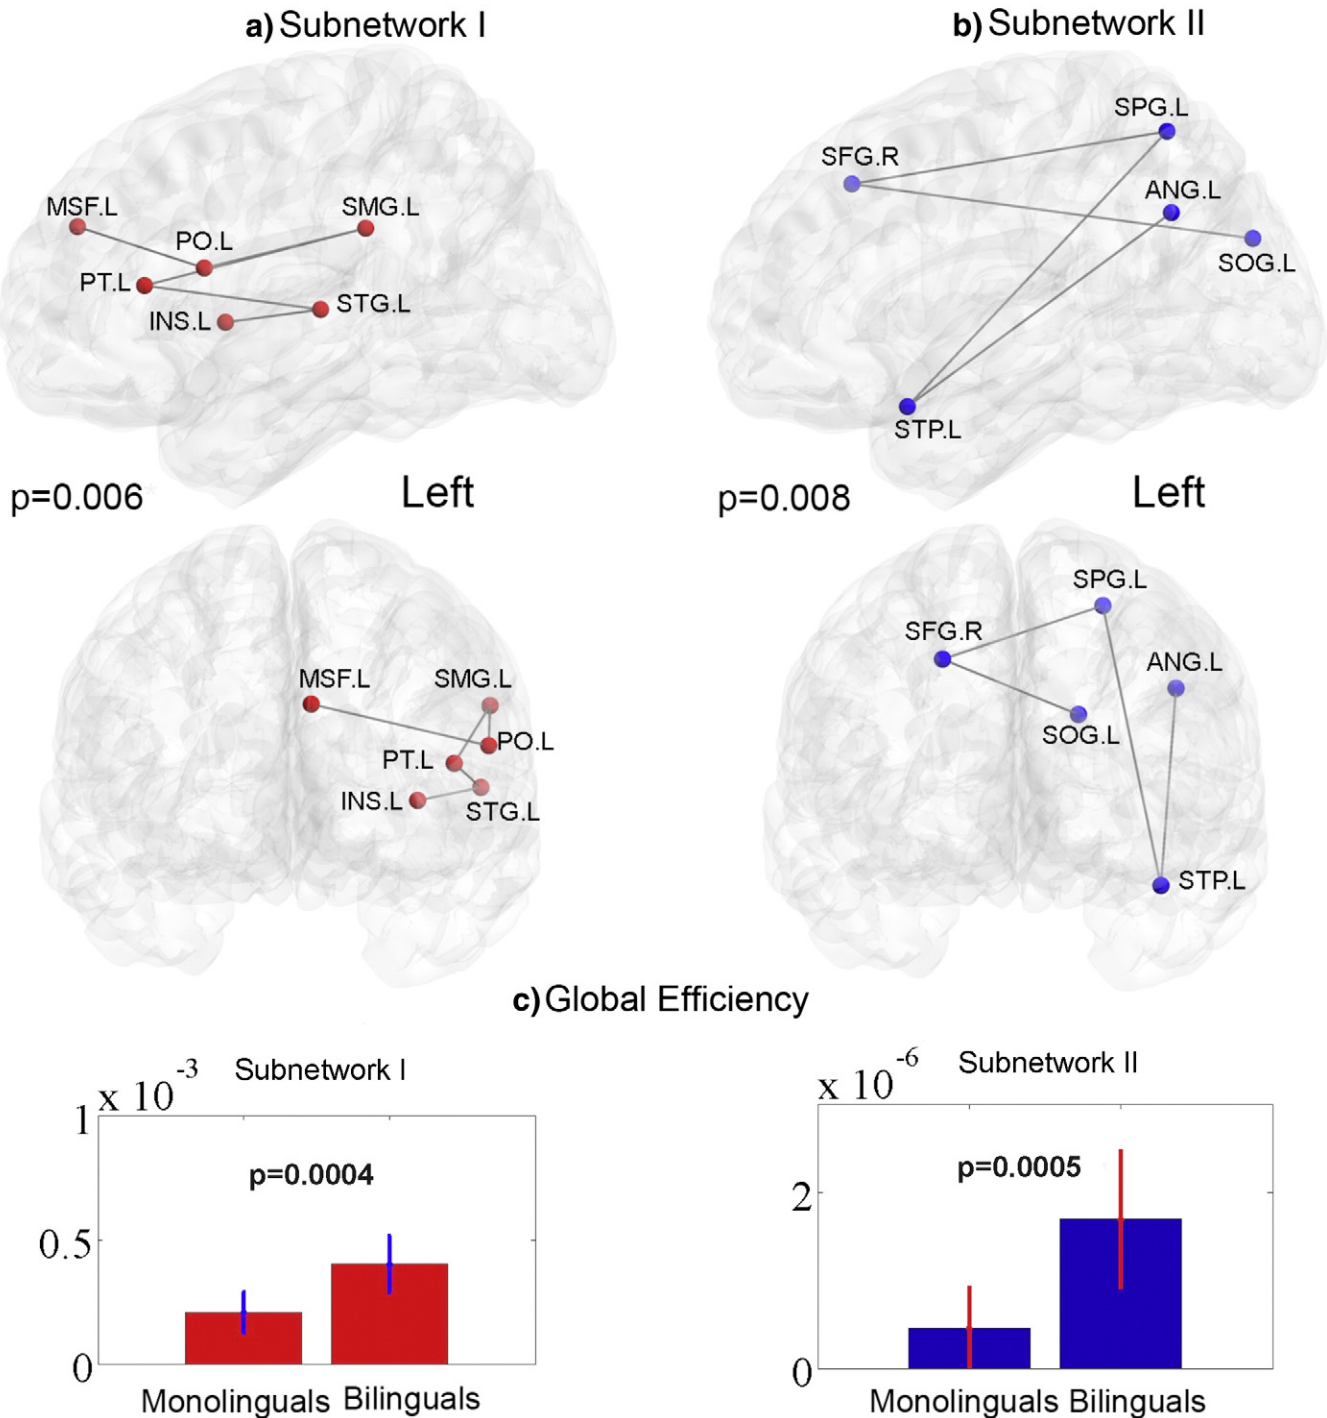 a) Subnetwork I
b) Subnetwork II
MSF.L
SMG.L
PO.L
PT.L
STG.L
INS.L
SPG.L
SFG.R
ANG.L
SOG.L
STP.L
p=0.006
Left
p=0.008
Left
MSF.L
SMG.L
PO.L
PT.L
INS.L
STG.L
SPG.L
SFG.R
ANG.L
SOG.L
STP.L
c) Global Efficiency
x 10-3
Subnetwork I
1
p=0.0004
0.5
0
Monolinguals Bilinguals
x 10-6
Subnetwork II
p=0.0005
2
0
Monolinguals Bilinguals